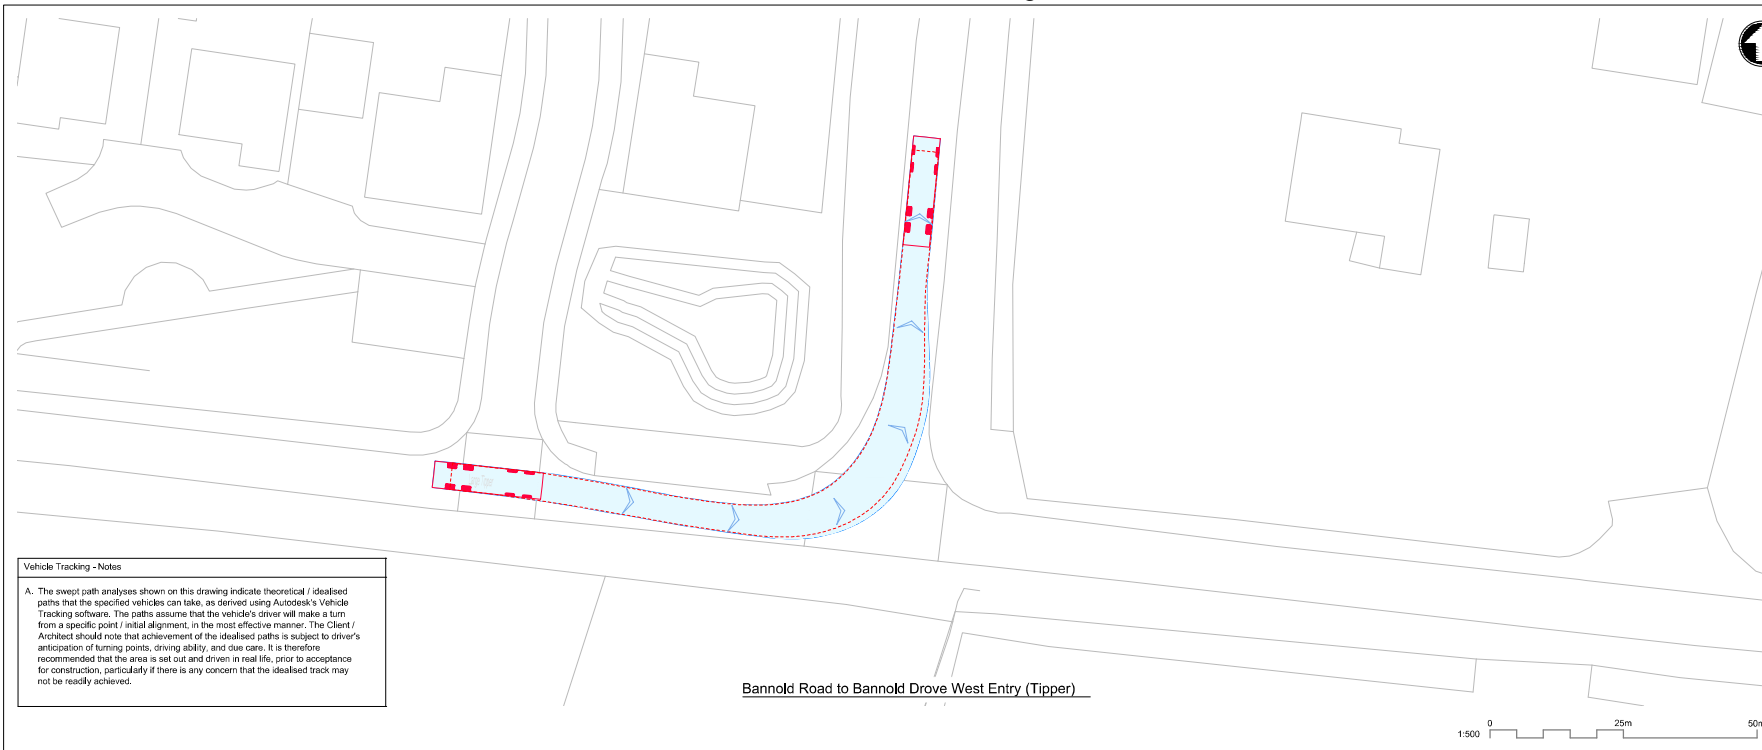 Vehicle Tracking - Notes
A. The swept path analyses shown on this drawing indicate theoretical / idealised
paths that the specified vehicles can take, as derived using Autodesk's Vehicle
Tracking software. The paths assume that the vehicle's driver will make a turn
from a specific point / initial alignment, in the most effective manner. The Client /
Architect should note that achievement of the idealised paths is subject to driver's
anticipation of turning points, driving ability, and due care. It is therefore
recommended that the area is set out and driven in real life, prior to acceptance
for construction, particularly if there is any concern that the idealised track may
not be readily achieved.
Bannold Road to Bannold Drove West Entry (Tipper)
1:500
0 25m